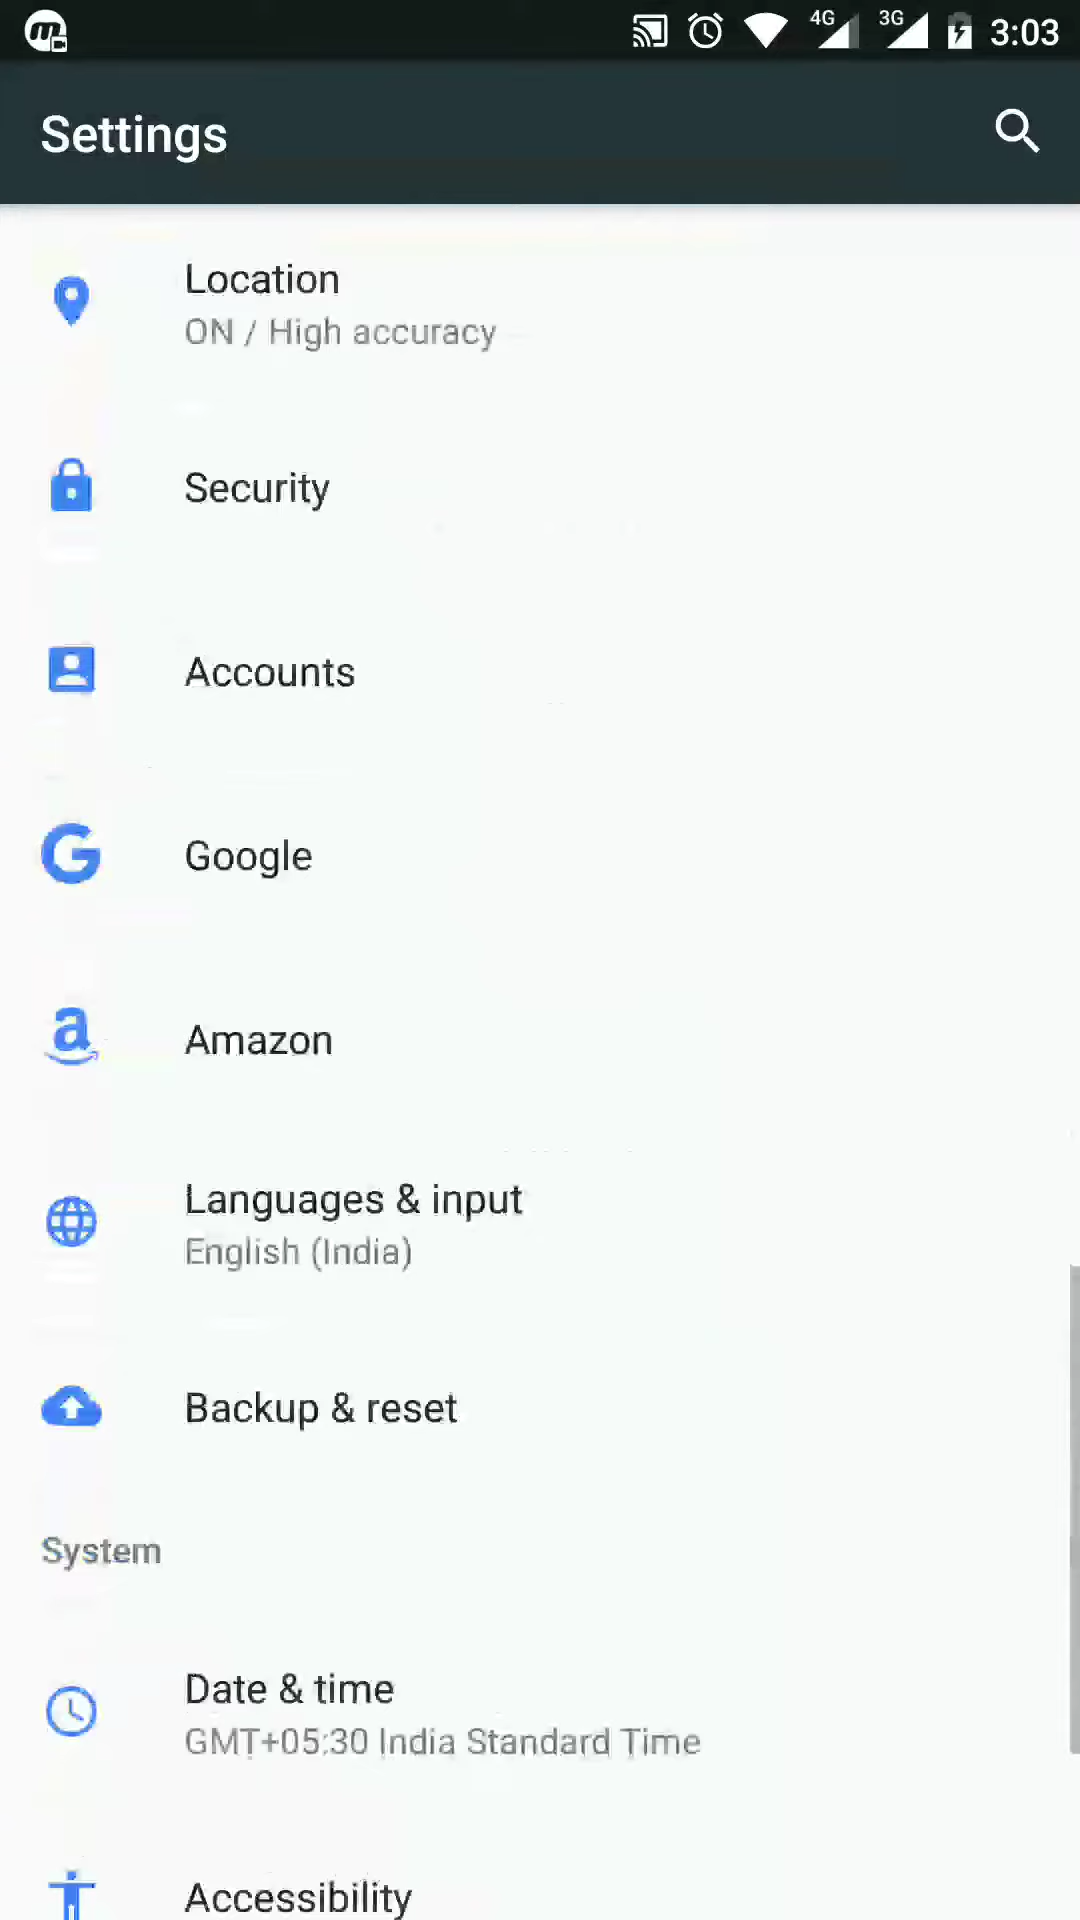 4G 3G 3:03
Settings
Location
ON / High accuracy
Security
Accounts
Google
Amazon
Languages & input
English (India)
Backup & reset
System
Date & time
GMT+05:30 India Standard Time
Accessibility